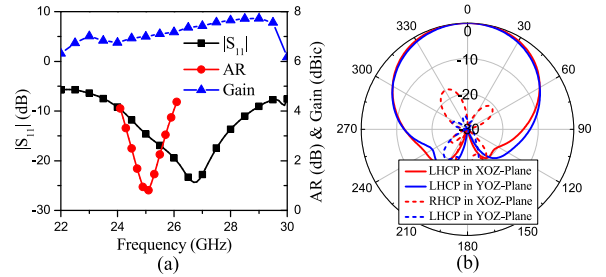 (a)
10
0
-10
-20
-30
|S11| (dB)
22
24
26
28
30
Frequency (GHz)
8
6
4
2
0
AR (dB) & Gain (dBic)
|S11|
AR
Gain
(a)
0
30
60
90
120
150
180
210
240
270
300
330
0
-10
-20
-30
LHCP in XOZ-Plane
LHCP in YOZ-Plane
RHCP in XOZ-Plane
LHCP in YOZ-Plane
(b)